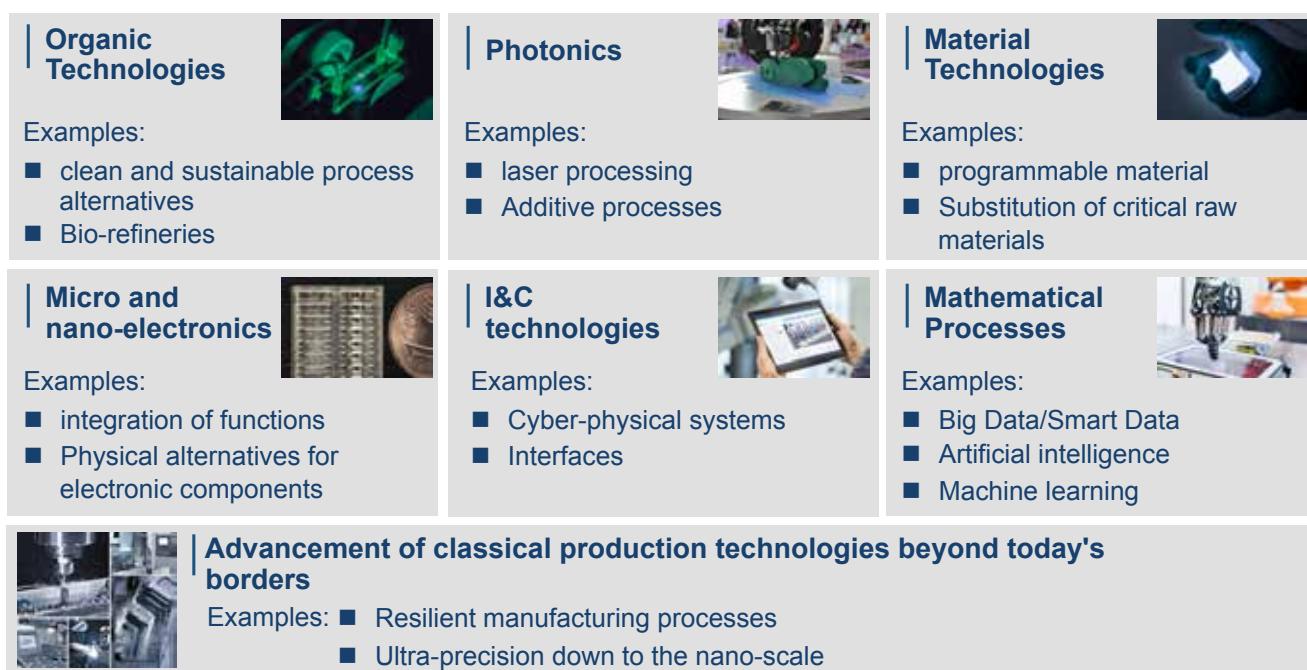 Organic
Technologies
Examples:
■ clean and sustainable process
alternatives
■ Bio-refineries
Photonics
Examples:
■ laser processing
■ Additive processes
Material
Technologies
Examples:
■ programmable material
■ Substitution of critical raw
materials
Micro and
nano-electronics
Examples:
■ integration of functions
■ Physical alternatives for
electronic components
I&C
technologies
Examples:
■ Cyber-physical systems
■ Interfaces
Mathematical
Processes
Examples:
■ Big Data/Smart Data
■ Artificial intelligence
■ Machine learning
Advancement of classical production technologies beyond today's
borders
Examples: ■ Resilient manufacturing processes
■ Ultra-precision down to the nano-scale